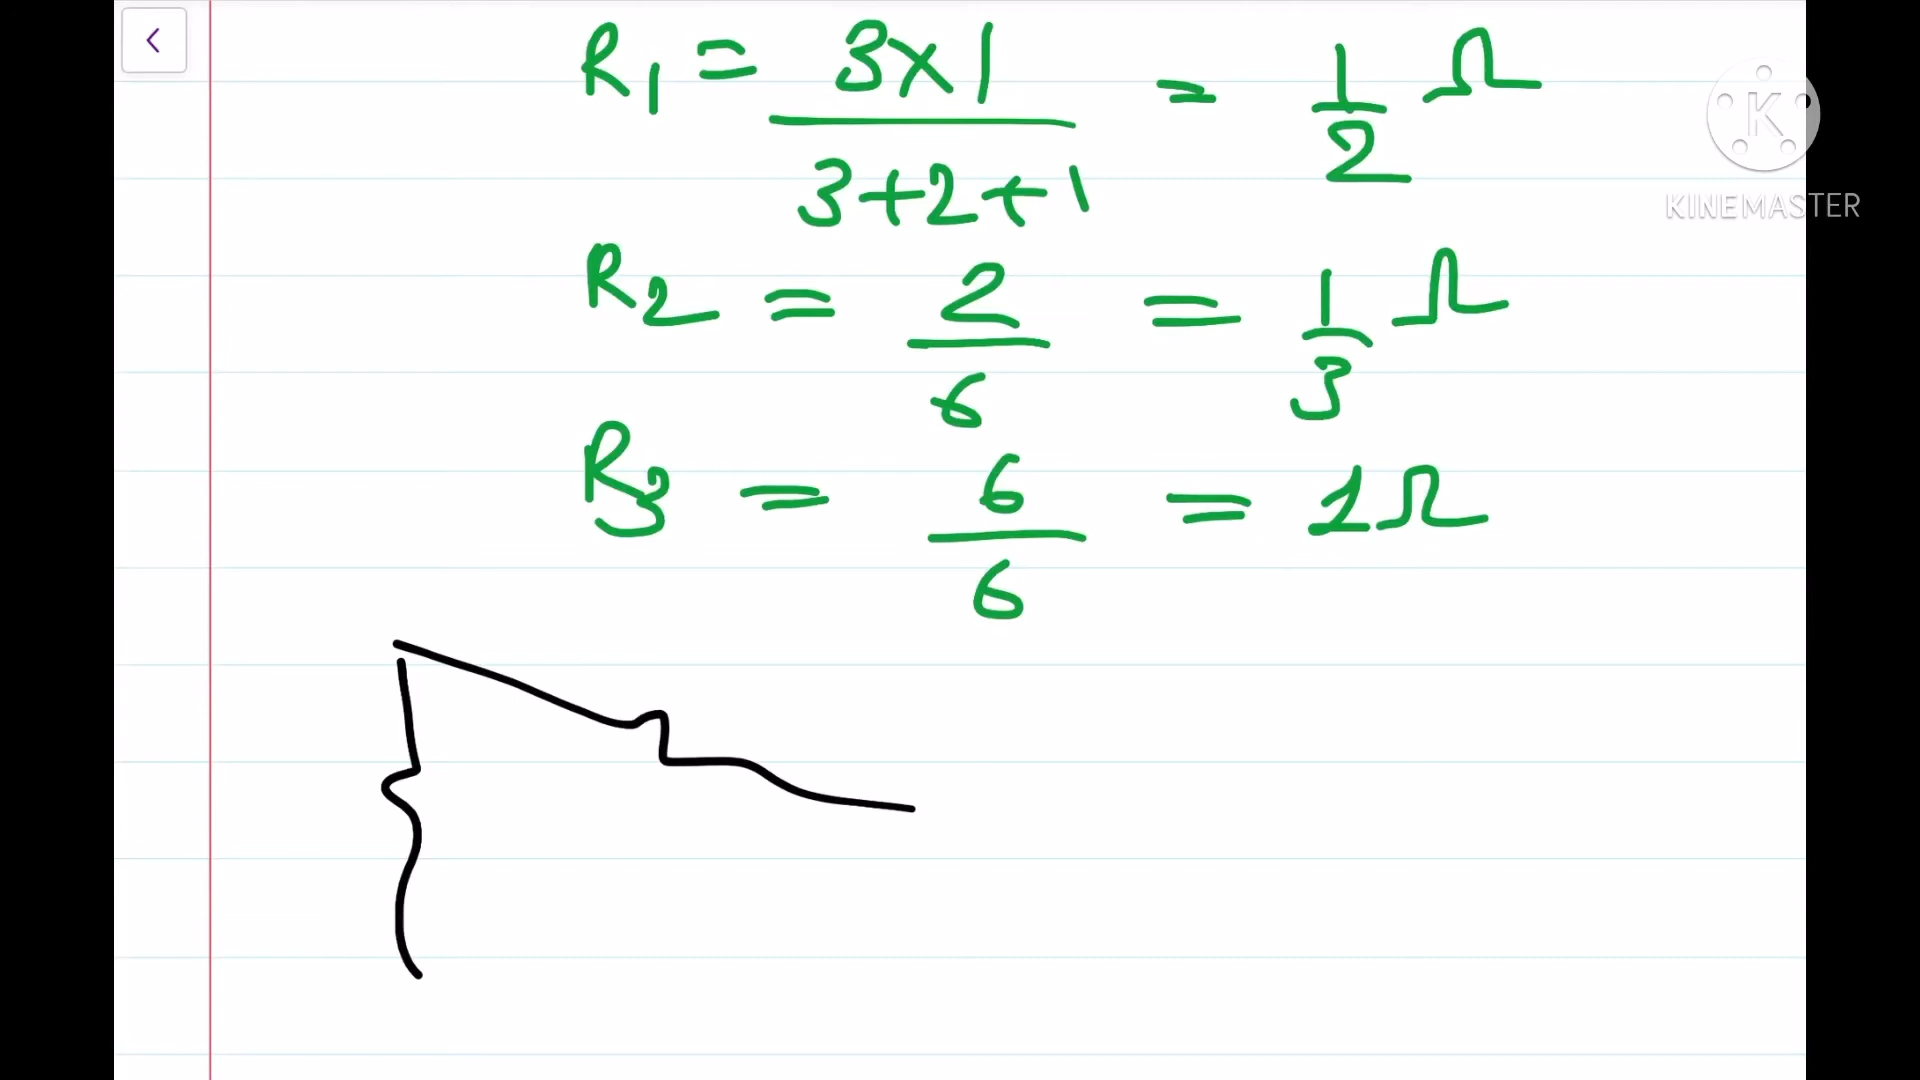 R₁ = 3×1 / 3+2+1 = 1/2 Ω
R₂ = 2/6 = 1/3 Ω
R₃ = 6/6 = 1Ω
K
KINEMASTER